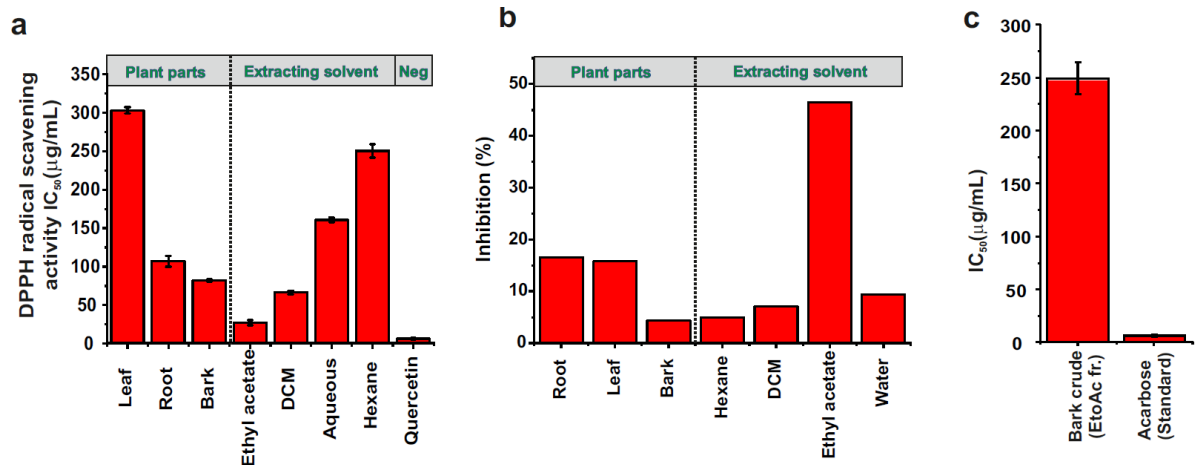 a
Plant parts
Extracting solvent
Neg
DPPH radical scavening
activity IC50(μg/mL)
350
300
250
200
150
100
50
0
Leaf
Root
Bark
Ethyl acetate
DCM
Aqueous
Hexane
Quercetin
b
Plant parts
Extracting solvent
Inhibition (%)
50
45
15
10
5
0
Root
Leaf
Bark
Hexane
DCM
Ethyl acetate
Water
c
IC50(μg/mL)
300
250
200
150
100
50
0
Bark crude
(EtoAc fr.)
Acarbose
(Standard)